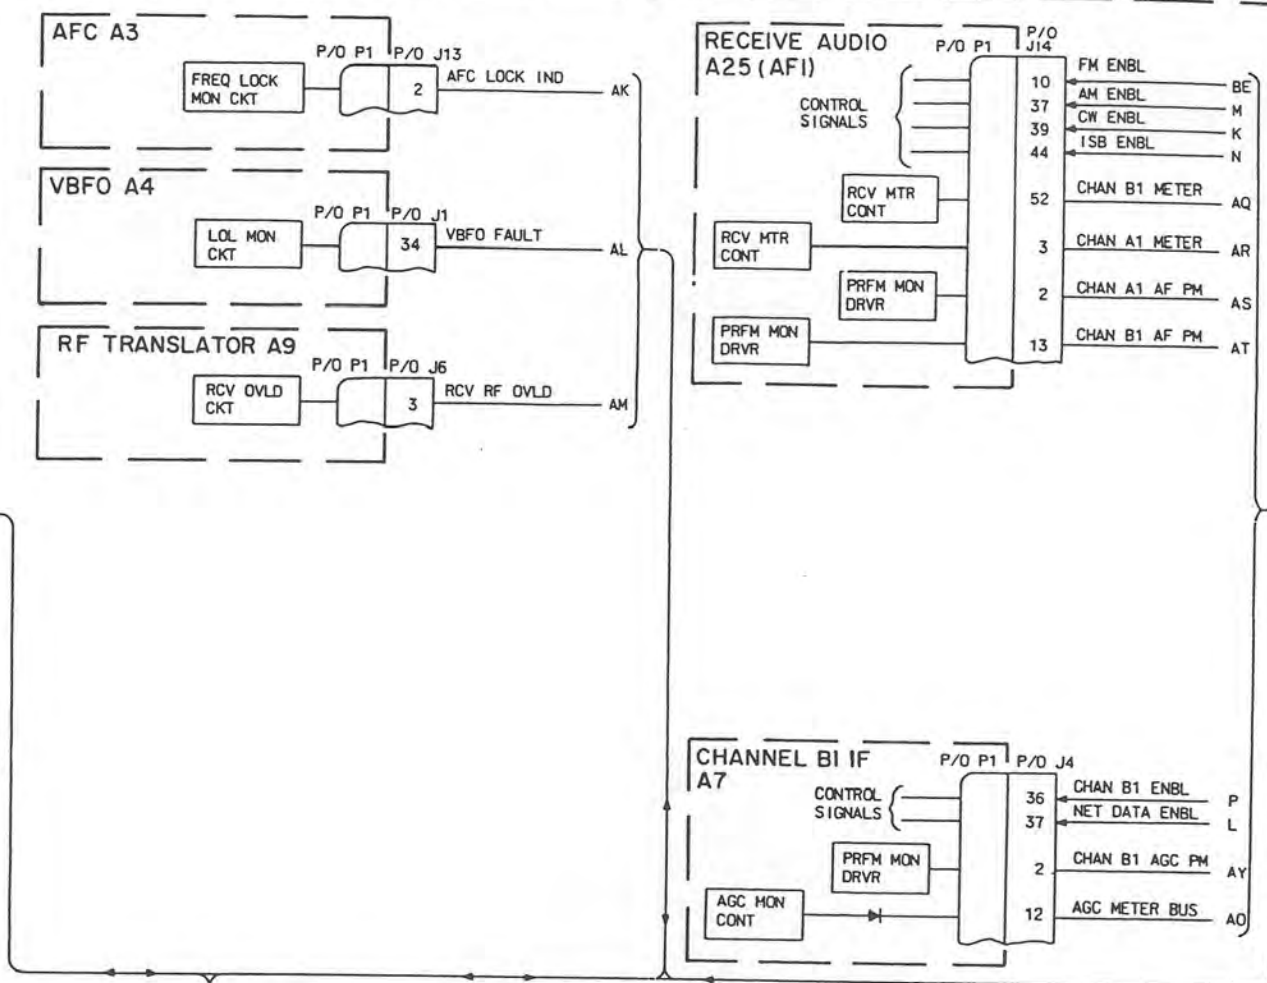 AFC A3
P/O P1 P/O J13
FREQ LOCK
MON CKT
2
AFC LOCK IND
AK
VBFO A4
P/O P1 P/O J1
LOL MON
CKT
34
VBFO FAULT
AL
RF TRANSLATOR A9
P/O P1 P/O J6
RCV OVLD
CKT
3
RCV RF OVLD
AM
RECEIVE AUDIO
A25 (AF1)
P/O P1
P/O
J14
CONTROL
SIGNALS
10
FM ENBL
BE
37
AM ENBL
M
39
CW ENBL
K
44
ISB ENBL
N
RCV MTR
CONT
52
CHAN B1 METER
AQ
RCV MTR
CONT
3
CHAN A1 METER
AR
PRFM MON
DRVR
2
CHAN A1 AF PM
AS
PRFM MON
DRVR
13
CHAN B1 AF PM
AT
CHANNEL B1 IF
A7
P/O P1 P/O J4
CONTROL
SIGNALS
36
CHAN B1 ENBL
P
37
NET DATA ENBL
L
PRFM MON
DRVR
2
CHAN B1 AGC PM
AY
AGC MON
CONT
12
AGC METER BUS
AO